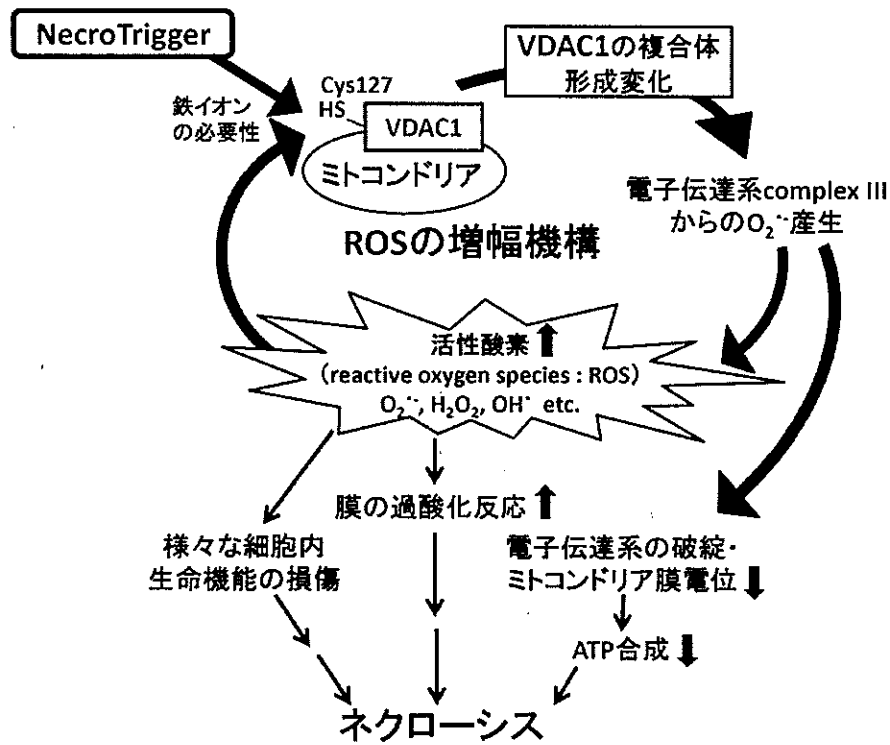 NecroTrigger
VDAC1の複合体
形成変化
Cys127
HS
鉄イオン
の必要性
VDAC1
ミトコンドリア
電子伝達系complex III
からのO₂⁻·産生
ROSの増幅機構
活性酸素
(reactive oxygen species : ROS)
O₂⁻·, H₂O₂, OH· etc.
膜の過酸化反応
様々な細胞内
生命機能の損傷
電子伝達系の破綻·
ミトコンドリア膜電位
ATP合成
ネクローシス